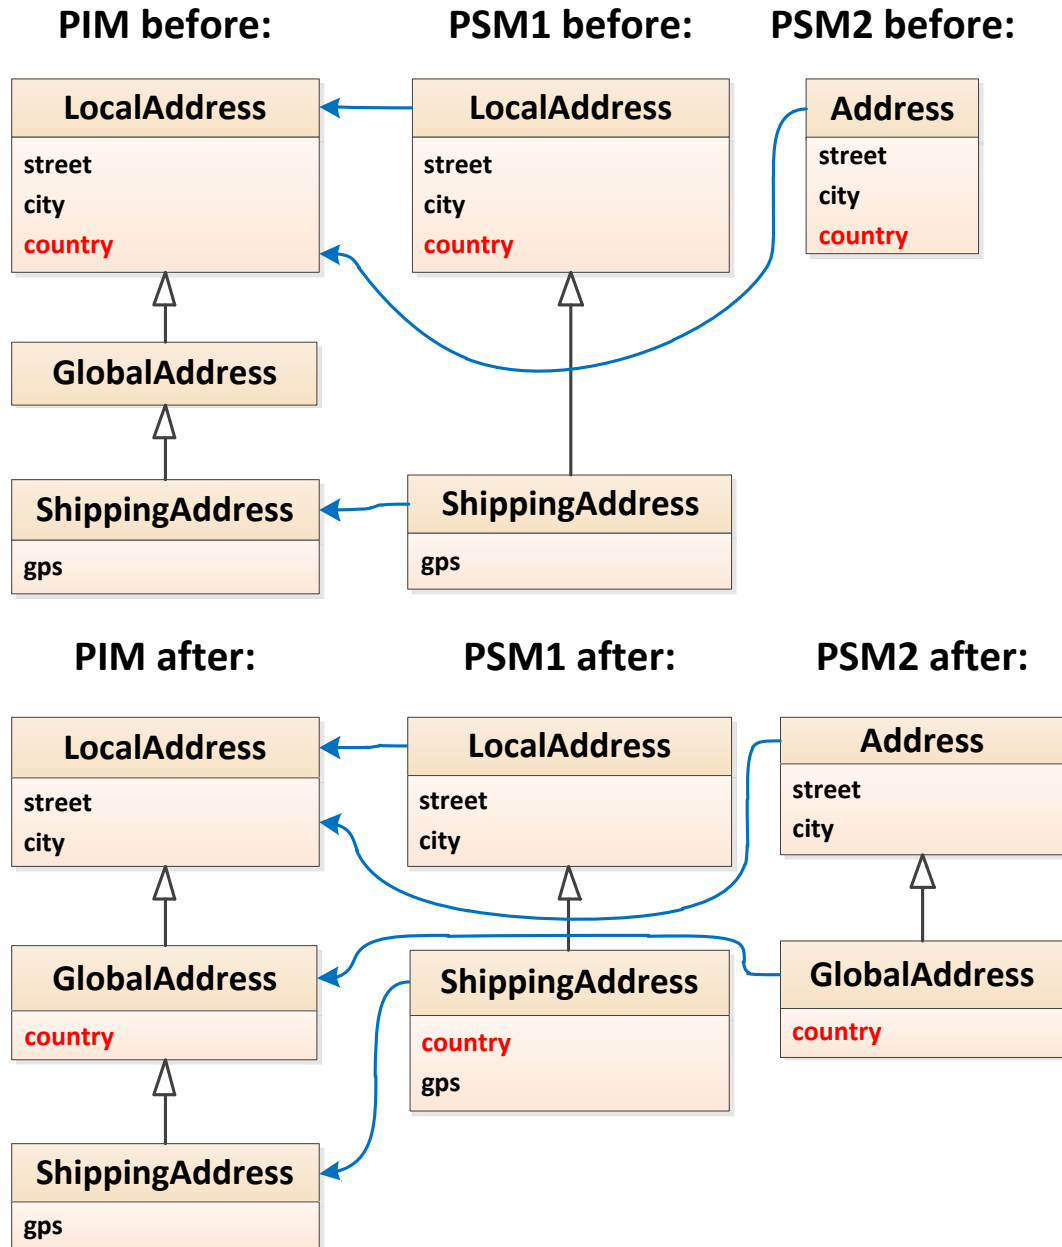 PIM before:
PSM1 before:
PSM2 before:
LocalAddress
street
city
country
GlobalAddress
ShippingAddress
gps
LocalAddress
street
city
country
ShippingAddress
gps
Address
street
city
country
PIM after:
PSM1 after:
PSM2 after:
LocalAddress
street
city
GlobalAddress
country
ShippingAddress
gps
LocalAddress
street
city
ShippingAddress
country
gps
Address
street
city
GlobalAddress
country